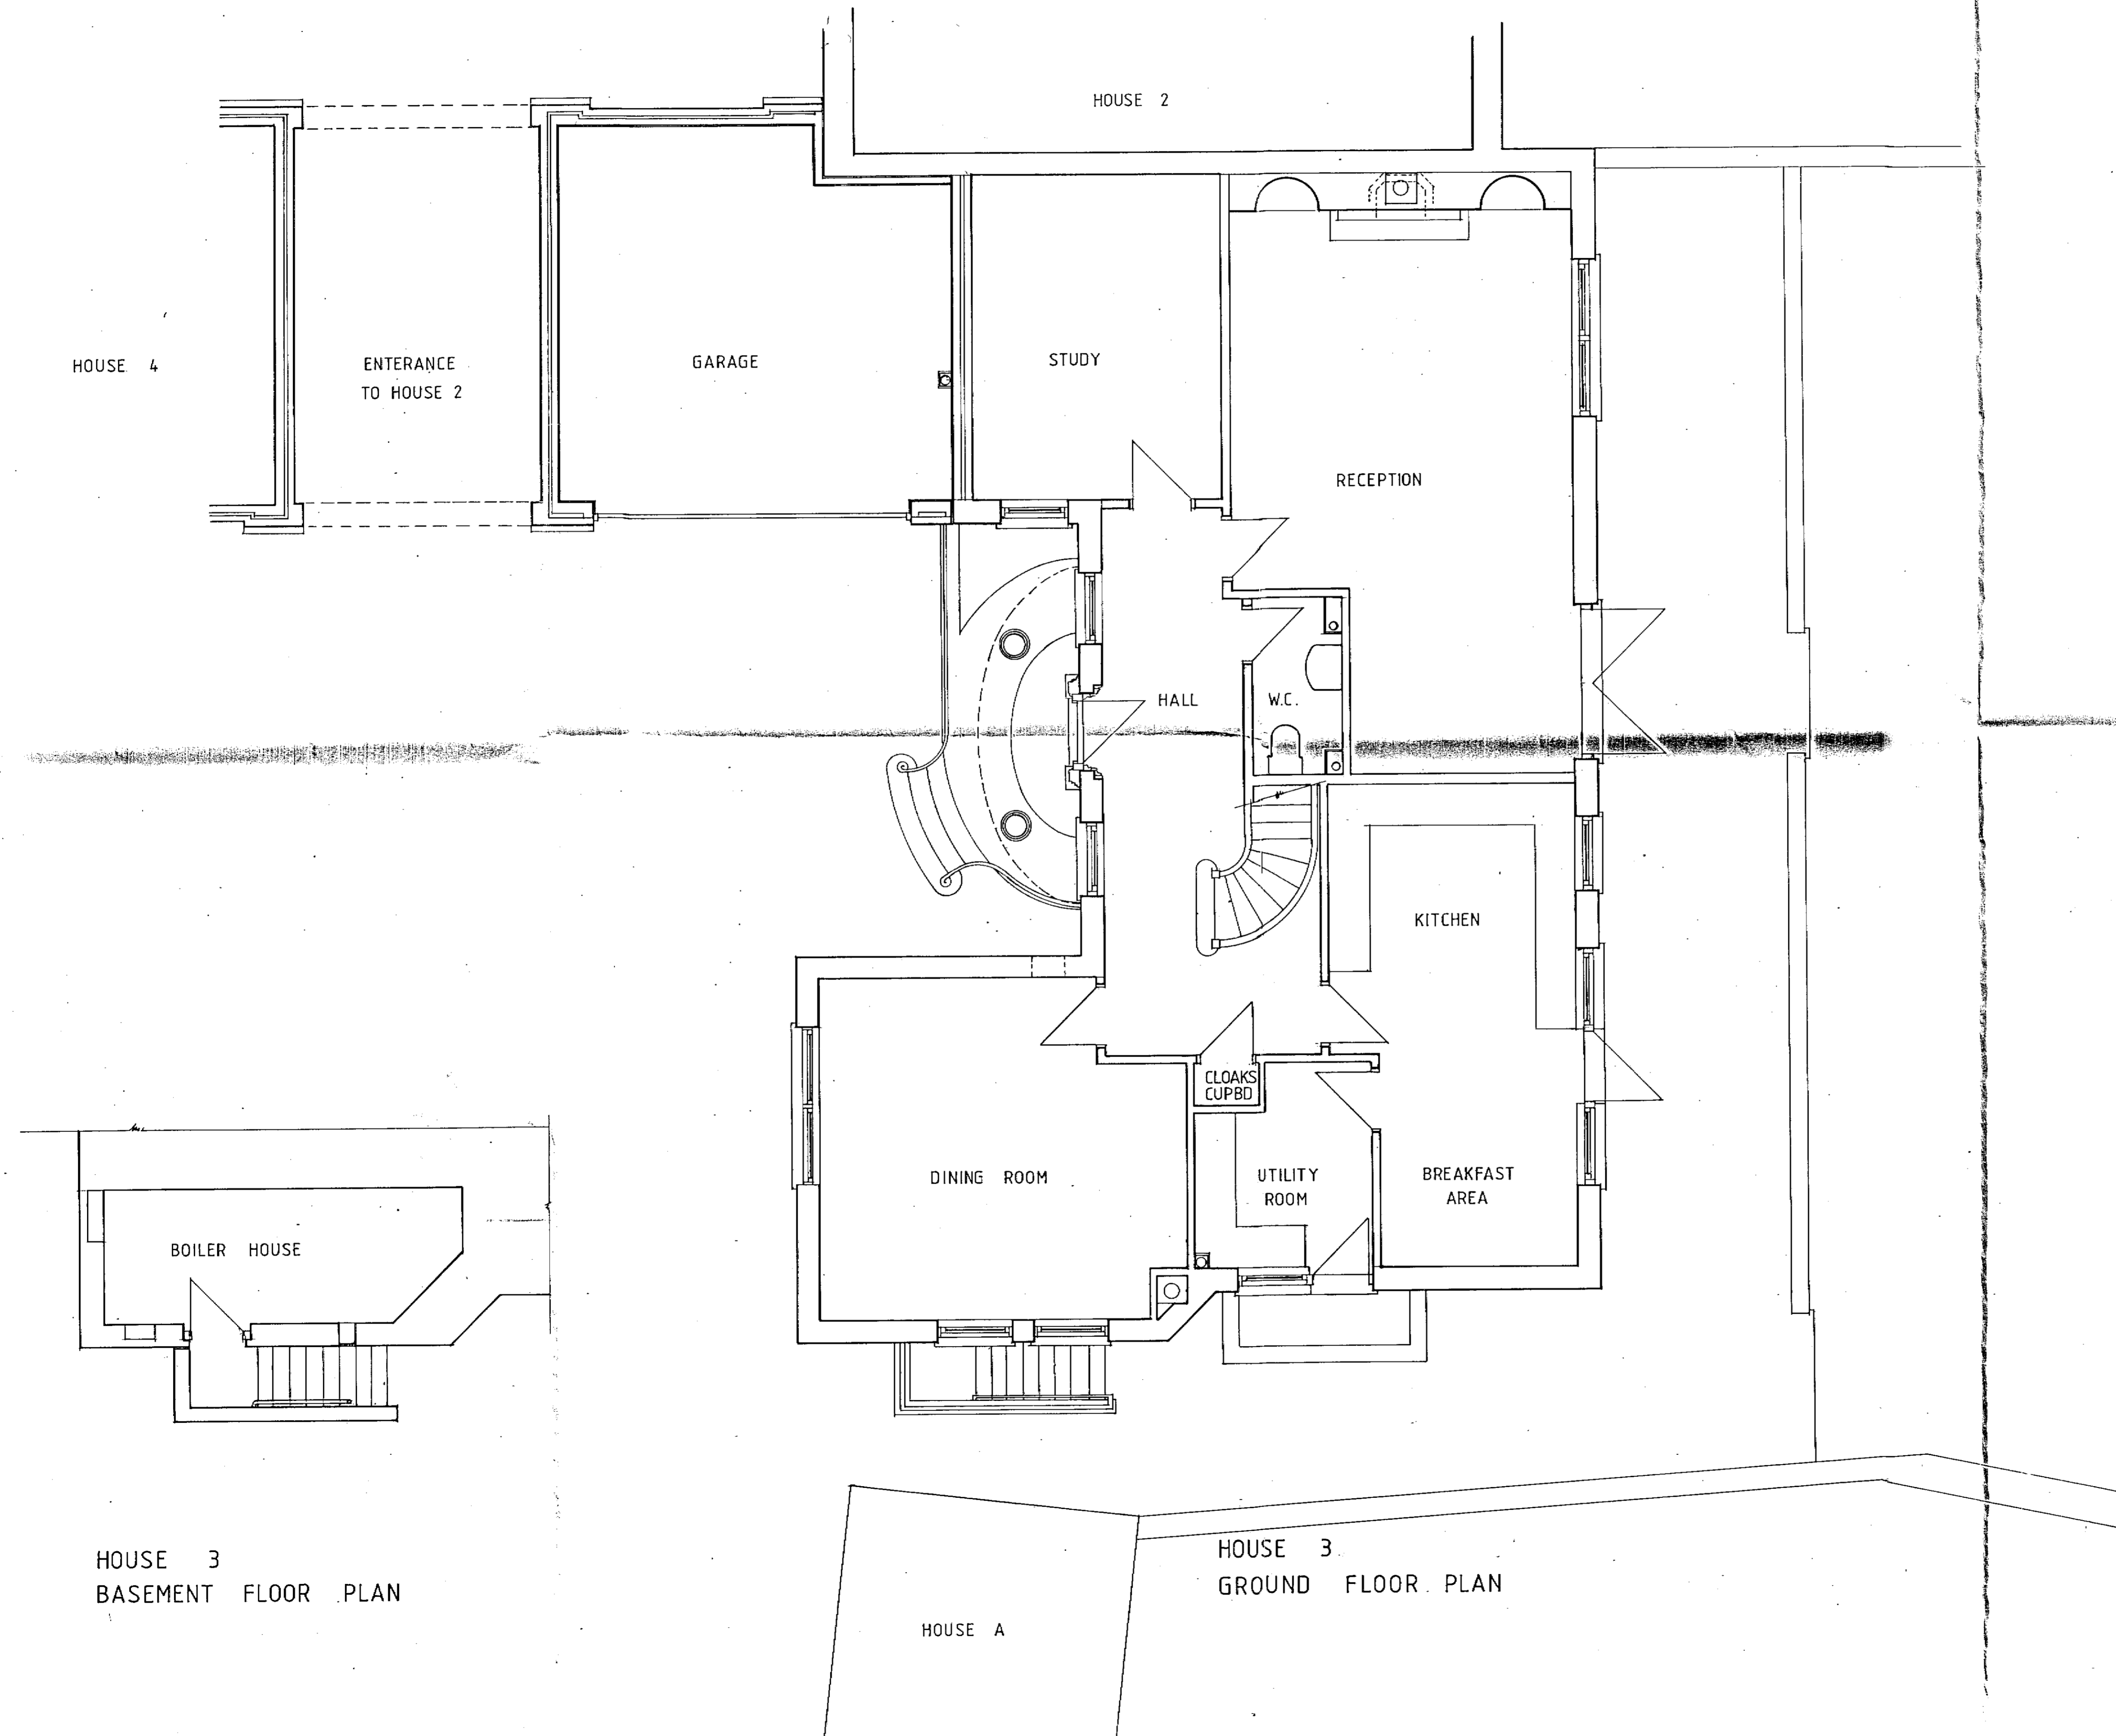 HOUSE 2
HOUSE 4
ENTERANCE
TO HOUSE 2
GARAGE
STUDY
RECEPTION
HALL
W.C.
KITCHEN
CLOAKS
CUPBD
DINING ROOM
UTILITY
ROOM
BREAKFAST
AREA
BOILER HOUSE
HOUSE 3
BASEMENT FLOOR PLAN
HOUSE 3
GROUND FLOOR PLAN
HOUSE A